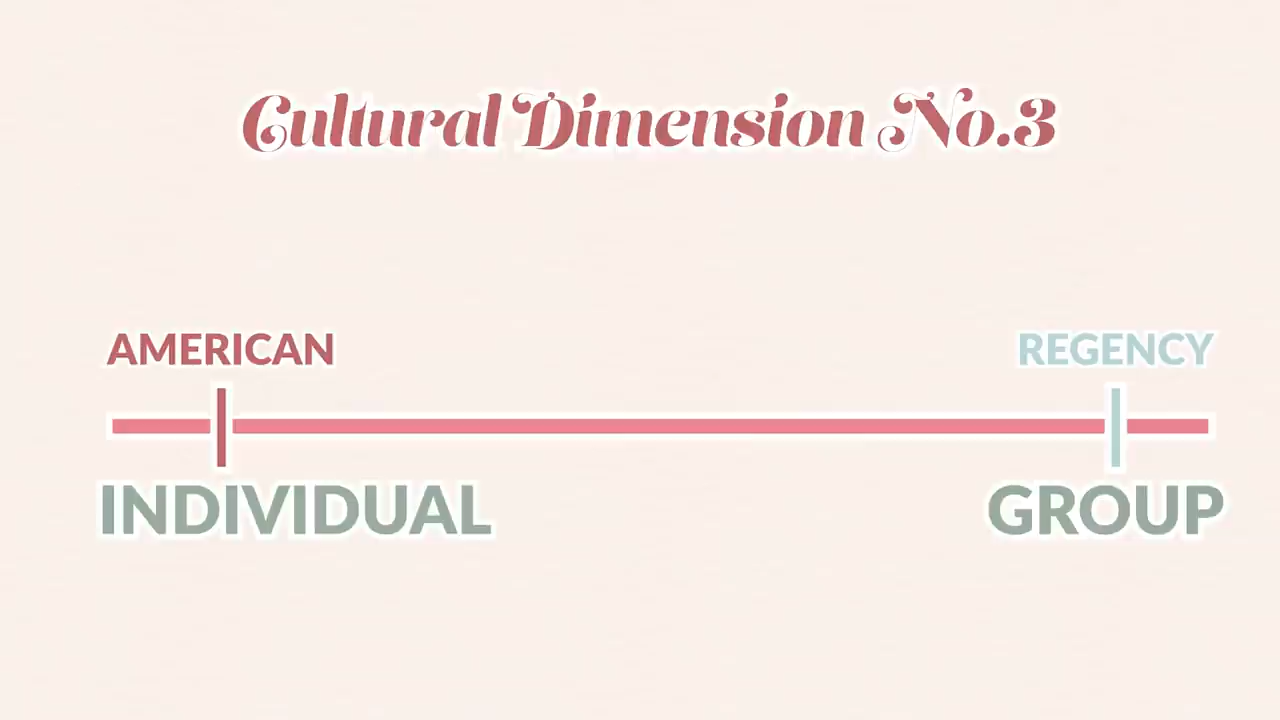 Cultural Dimension No.3
AMERICAN
REGENCY
INDIVIDUAL
GROUP